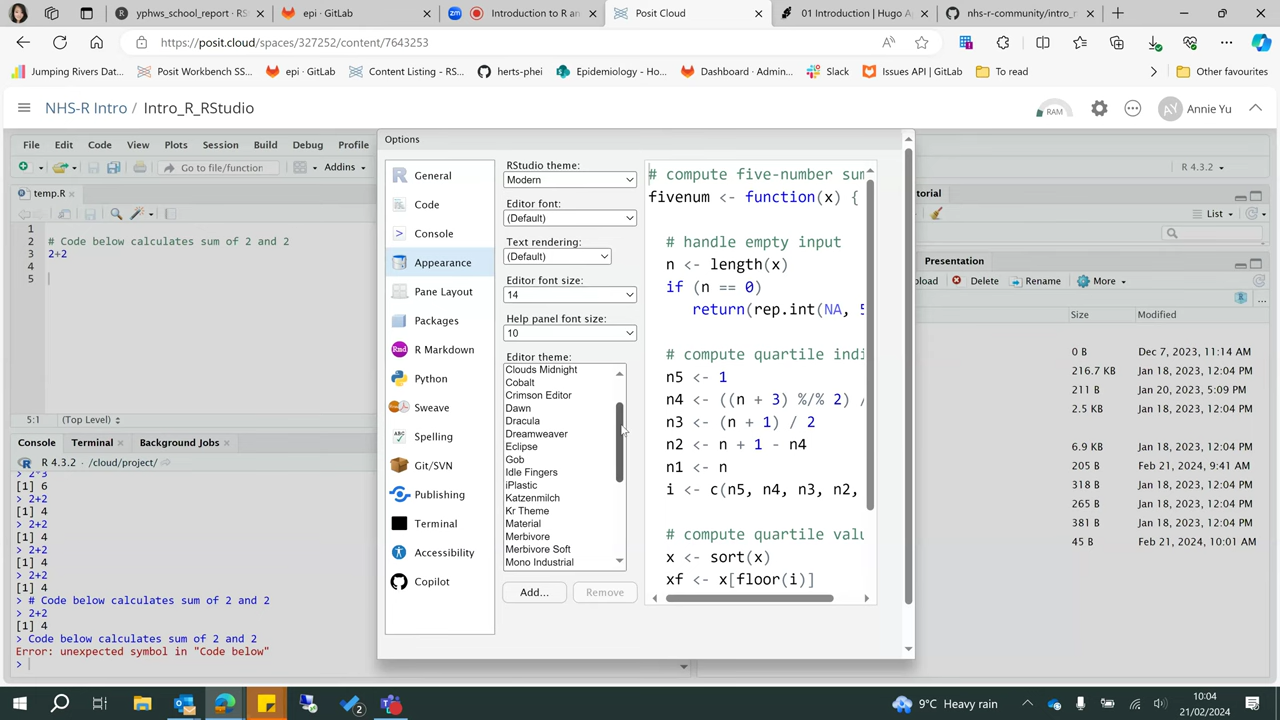 yphws_school_report - RS
epi · GitLab
Introduction to R an
Posit Cloud
01 Introduction | Hugo A
nhs-r-community/intro_r
https://posit.cloud/spaces/327252/content/7643253
Jumping Rivers Dat...
Posit Workbench SS...
epi · GitLab
Content Listing - RS...
herts-phei
Epidemiology - Ho...
Dashboard · Admin...
Slack
Issues API | GitLab
To read
Other favourites
NHS-R Intro / Intro_R_RStudio
RAM
AY
Annie Yu
File Edit Code View Plots Session Build Debug Profile
Go to file/function
Addins
R 4.3.2
temp.R
1
2 # Code below calculates sum of 2 and 2
3 2+2
4
5
5:1 (Top Level)
Console Terminal Background Jobs
R 4.3.2 · /cloud/project/
> 2*3
[1] 6
> 2+2
[1] 4
> 2+2
[1] 4
> 2+2
[1] 4
> 2+2
[1] 4
> # Code below calculates sum of 2 and 2
> 2+2
[1] 4
> Code below calculates sum of 2 and 2
Error: unexpected symbol in "Code below"
>
Options
General
Code
Console
Appearance
Pane Layout
Packages
R Markdown
Python
Sweave
Spelling
Git/SVN
Publishing
Terminal
Accessibility
Copilot
RStudio theme:
Modern
Editor font:
(Default)
Text rendering:
(Default)
Editor font size:
14
Help panel font size:
10
Editor theme:
Clouds Midnight
Cobalt
Crimson Editor
Dawn
Dracula
Dreamweaver
Eclipse
Gob
Idle Fingers
iPlastic
Katzenmilch
Kr Theme
Material
Merbivore
Merbivore Soft
Mono Industrial
Add...
Remove
# compute five-number sum
fivenum <- function(x) {
# handle empty input
n <- length(x)
if (n == 0)
return(rep.int(NA, 5
# compute quartile indi
n5 <- 1
n4 <- ((n + 3) %/% 2) /
n3 <- (n + 1) / 2
n2 <- n + 1 - n4
n1 <- n
i <- c(n5, n4, n3, n2,
# compute quartile valu
x <- sort(x)
xf <- x[floor(i)]
torial
List
Presentation
pload Delete Rename More
Size Modified
0 B Dec 7, 2023, 11:14 AM
216.7 KB Jan 18, 2023, 12:04 PM
211 B Jan 20, 2023, 5:09 PM
2.5 KB Jan 18, 2023, 12:04 PM
6.9 KB Jan 18, 2023, 12:04 PM
205 B Feb 21, 2024, 9:41 AM
318 B Jan 18, 2023, 12:04 PM
265 B Jan 18, 2023, 12:04 PM
381 B Jan 18, 2023, 12:04 PM
45 B Feb 21, 2024, 10:01 AM
9°C Heavy rain
10:04
21/02/2024